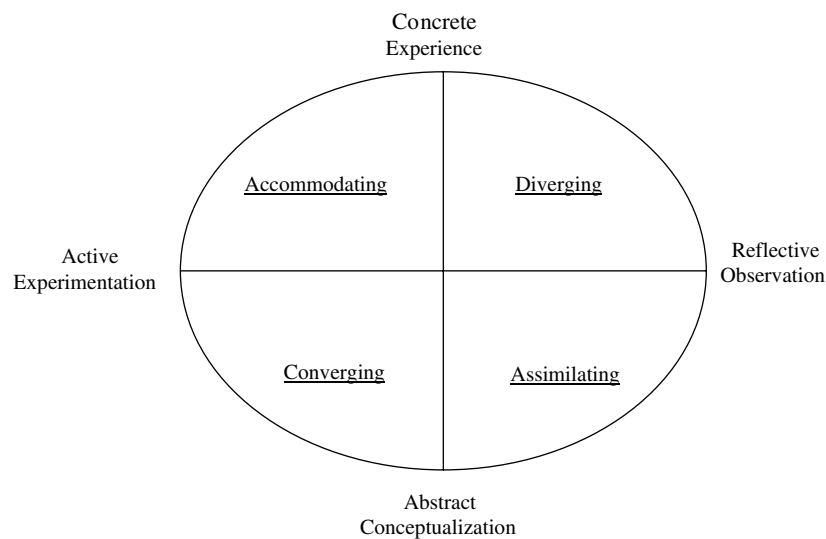 Concrete
Experience
Accommodating
Diverging
Active
Experimentation
Reflective
Observation
Converging
Assimilating
Abstract
Conceptualization